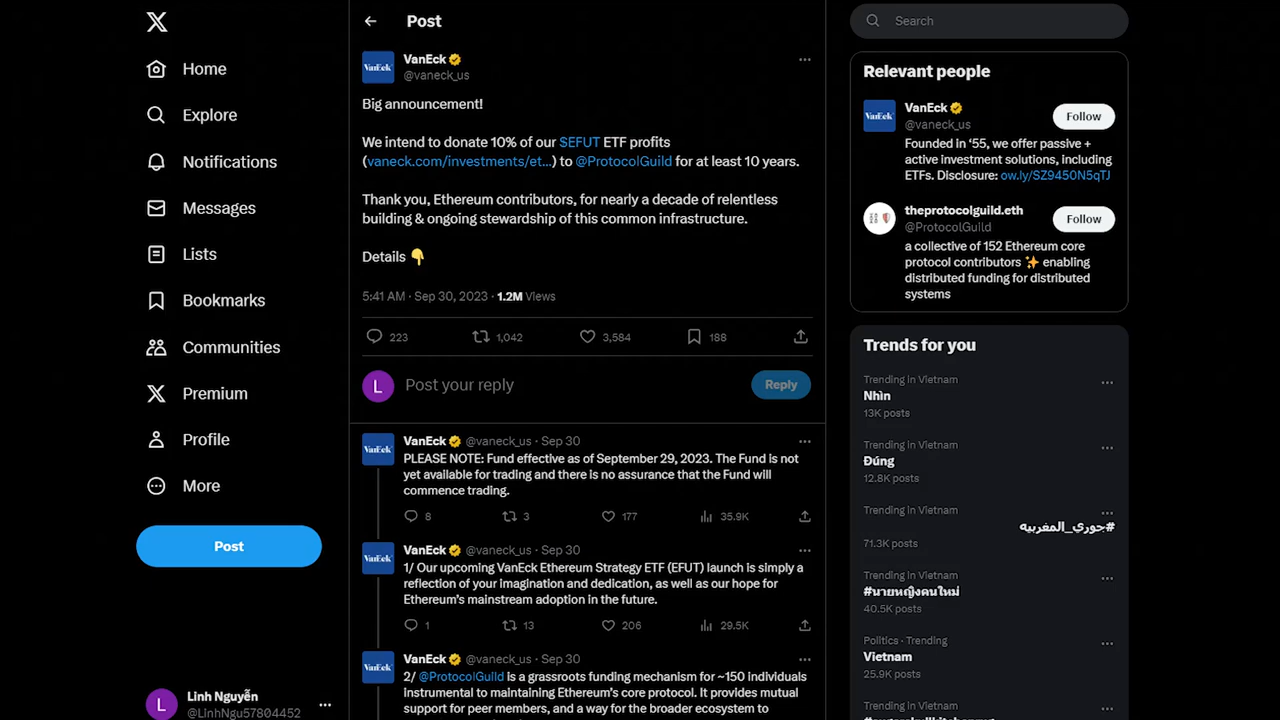 Home
Explore
Notifications
Messages
Lists
Bookmarks
Communities
Premium
Profile
More
Post
Linh Nguyễn
@LinhNgu57804452
Post
VanEck
VanEck
@vaneck_us
Big announcement!
We intend to donate 10% of our $EFUT ETF profits
(vaneck.com/investments/et...) to @ProtocolGuild for at least 10 years.
Thank you, Ethereum contributors, for nearly a decade of relentless
building & ongoing stewardship of this common infrastructure.
Details 👇
5:41 AM · Sep 30, 2023 · 1.2M Views
223 1,042 3,584 188
L Post your reply Reply
VanEck
VanEck @vaneck_us · Sep 30
PLEASE NOTE: Fund effective as of September 29, 2023. The Fund is not
yet available for trading and there is no assurance that the Fund will
commence trading.
8 3 177 35.9K
VanEck
VanEck @vaneck_us · Sep 30
1/ Our upcoming VanEck Ethereum Strategy ETF (EFUT) launch is simply a
reflection of your imagination and dedication, as well as our hope for
Ethereum's mainstream adoption in the future.
1 13 206 29.5K
VanEck
VanEck @vaneck_us · Sep 30
2/ @ProtocolGuild is a grassroots funding mechanism for ~150 individuals
instrumental to maintaining Ethereum's core protocol. It provides mutual
support for peer members, and a way for the broader ecosystem to
Search
Relevant people
VanEck
VanEck
@vaneck_us
Follow
Founded in '55, we offer passive +
active investment solutions, including
ETFs. Disclosure: ow.ly/SZ9450N5qTJ
theprotocolguild.eth
@ProtocolGuild
Follow
a collective of 152 Ethereum core
protocol contributors ✨ enabling
distributed funding for distributed
systems
Trends for you
Trending in Vietnam
Nhìn
13K posts
Trending in Vietnam
Đúng
12.8K posts
Trending in Vietnam
#جوري_المغربيه
71.3K posts
Trending in Vietnam
#นายหญิงคนใหม่
40.5K posts
Politics · Trending
Vietnam
25.9K posts
Trending in Vietnam
L